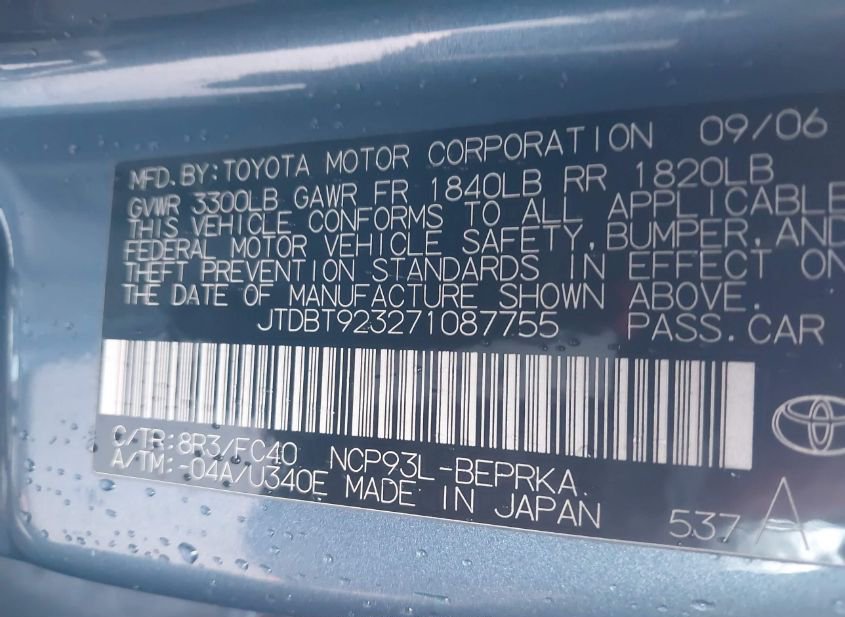 MFD. BY: TOYOTA MOTOR CORPORATION 09/06
GVWR 3300LB GAWR FR 1840LB RR 1820LB
THIS VEHICLE CONFORMS TO ALL APPLICABLE
FEDERAL MOTOR VEHICLE SAFETY, BUMPER, AND
THEFT PREVENTION STANDARDS IN EFFECT ON
THE DATE OF MANUFACTURE SHOWN ABOVE.
JTDBT923271087755 PASS. CAR
C/TR: 8R3/FC40 NCP93L-BEPRKA
A/TM: -04A/U340E MADE IN JAPAN 537 A